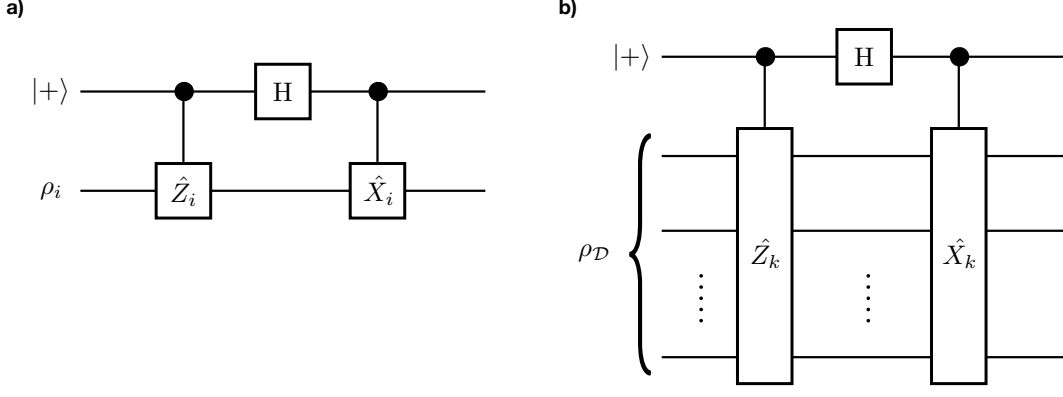 a)
|+⟩
H
Ẑ_i
X̂_i
ρ_i
b)
|+⟩
H
ρ_𝒟
Ẑ_k
X̂_k